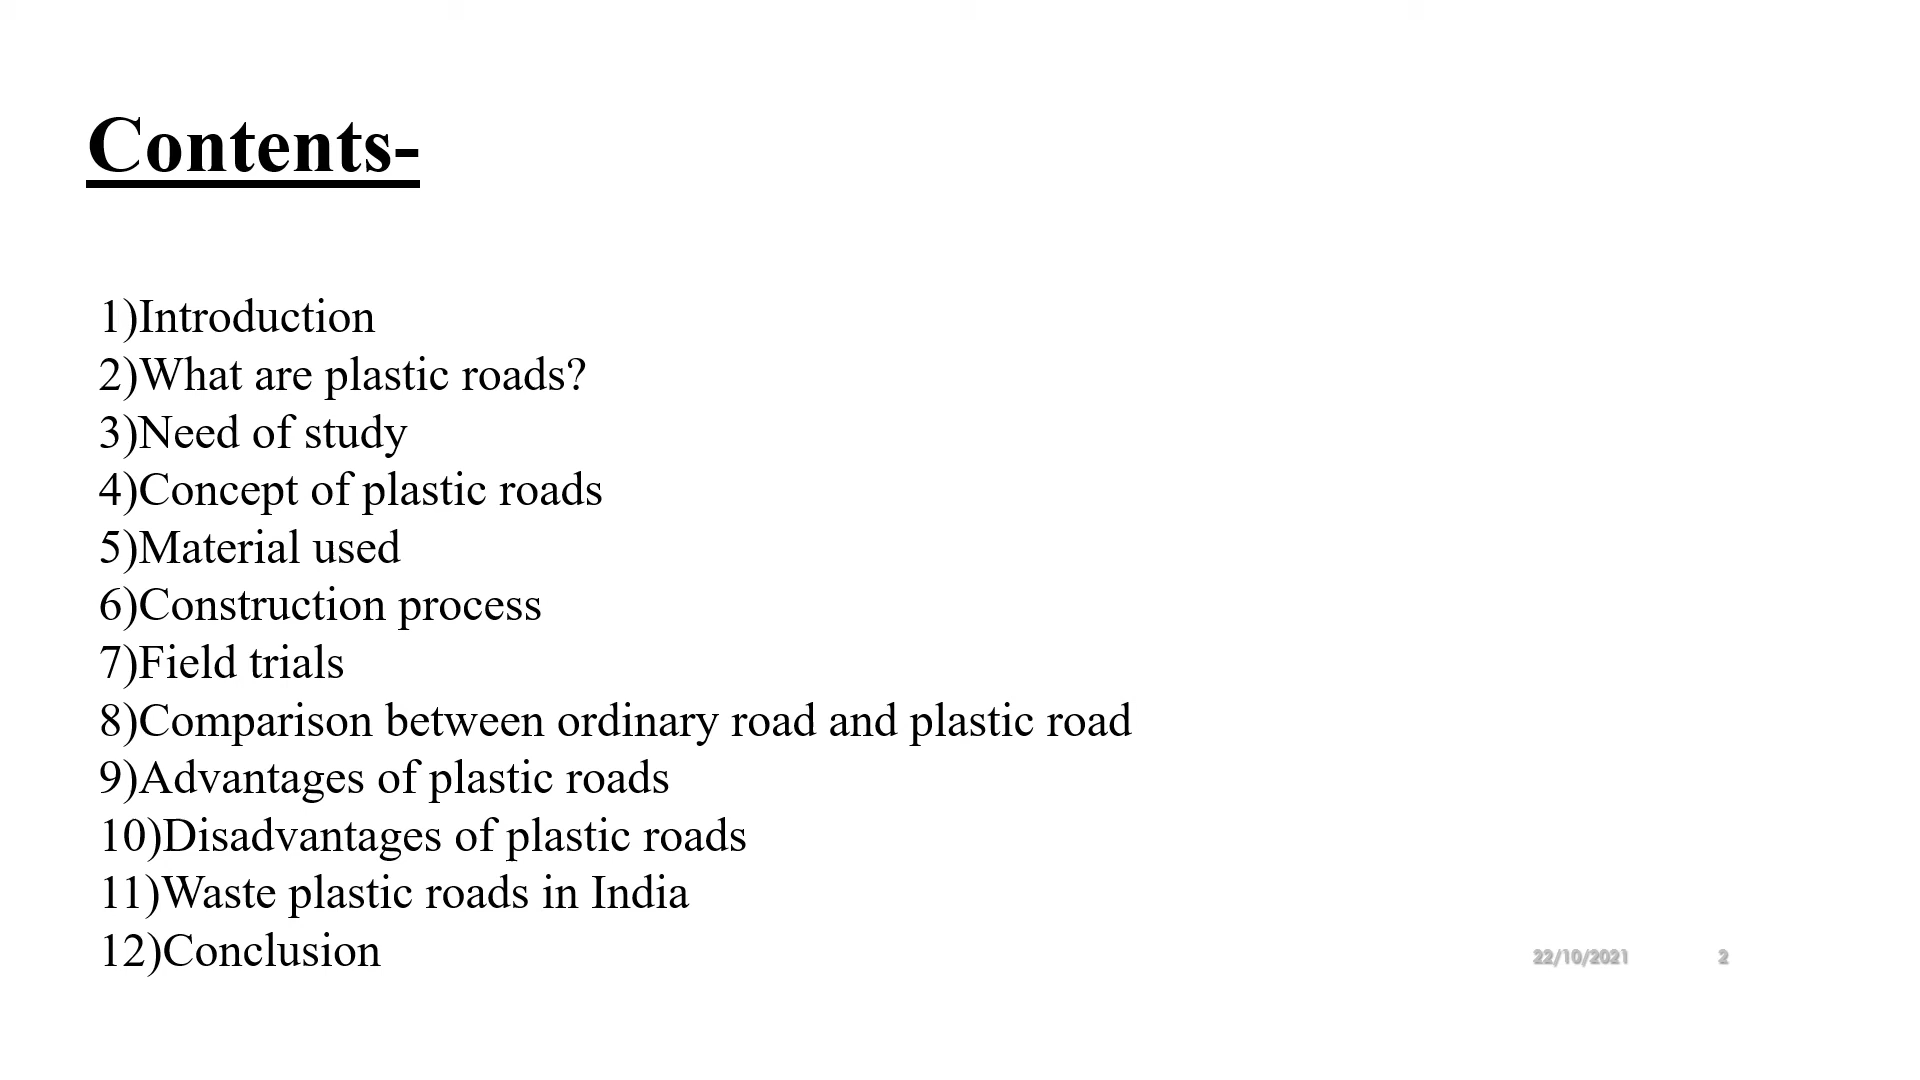 Contents-
1)Introduction
2)What are plastic roads?
3)Need of study
4)Concept of plastic roads
5)Material used
6)Construction process
7)Field trials
8)Comparison between ordinary road and plastic road
9)Advantages of plastic roads
10)Disadvantages of plastic roads
11)Waste plastic roads in India
12)Conclusion
22/10/2021 2